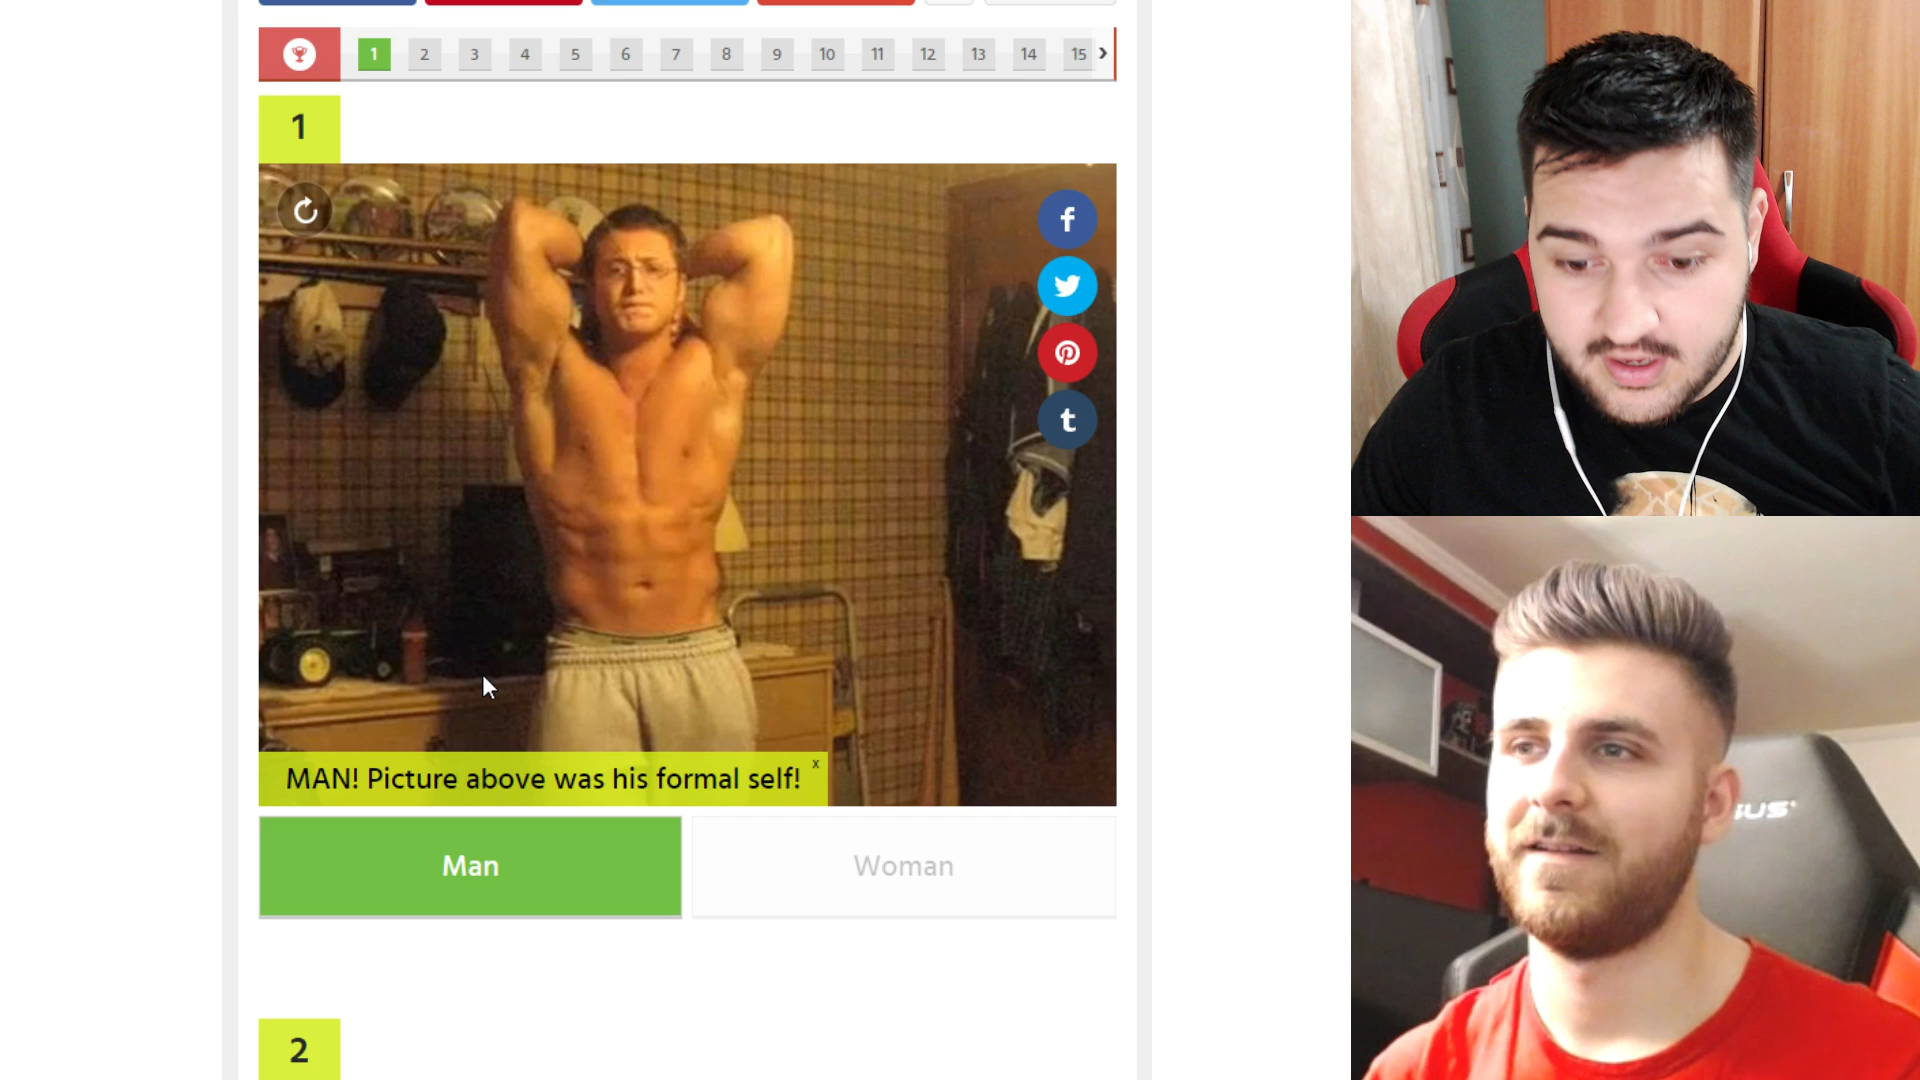 1 2 3 4 5 6 7 8 9 10 11 12 13 14 15
1
MAN! Picture above was his formal self! x
Man Woman
2